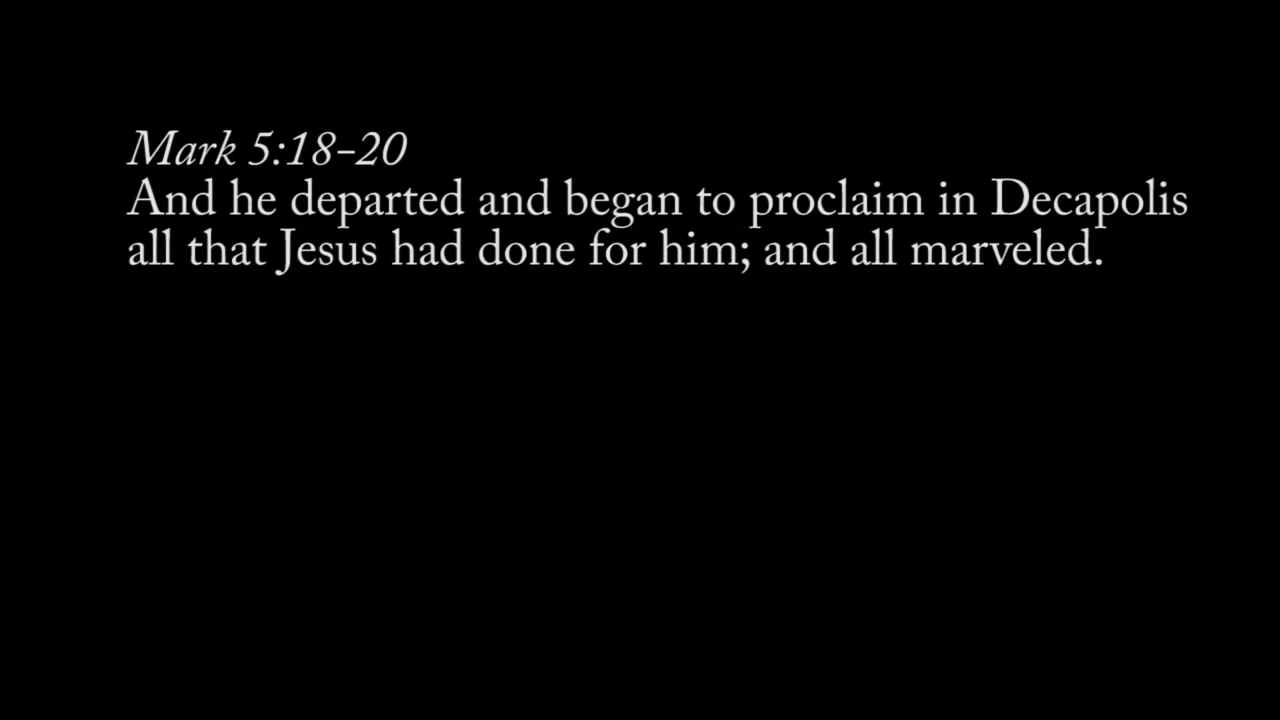 Mark 5:18-20
And he departed and began to proclaim in Decapolis
all that Jesus had done for him; and all marveled.